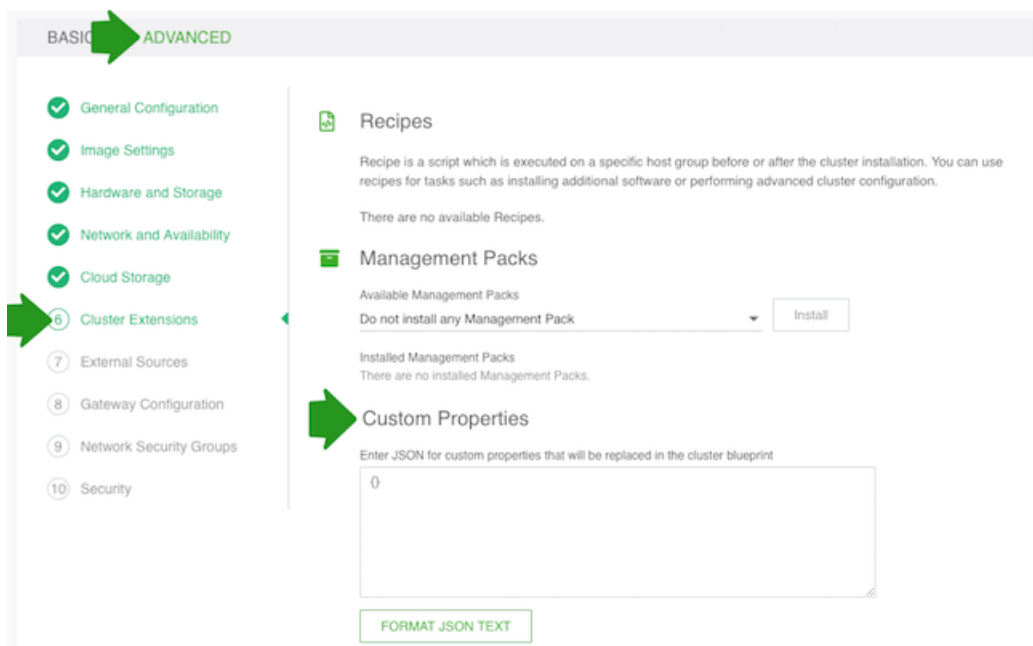 BASIC ADVANCED
General Configuration
Image Settings
Hardware and Storage
Network and Availability
Cloud Storage
6 Cluster Extensions
7 External Sources
8 Gateway Configuration
9 Network Security Groups
10 Security
Recipes
Recipe is a script which is executed on a specific host group before or after the cluster installation. You can use
recipes for tasks such as installing additional software or performing advanced cluster configuration.
There are no available Recipes.
Management Packs
Available Management Packs
Do not install any Management Pack Install
Installed Management Packs
There are no installed Management Packs.
Custom Properties
Enter JSON for custom properties that will be replaced in the cluster blueprint
{}
FORMAT JSON TEXT